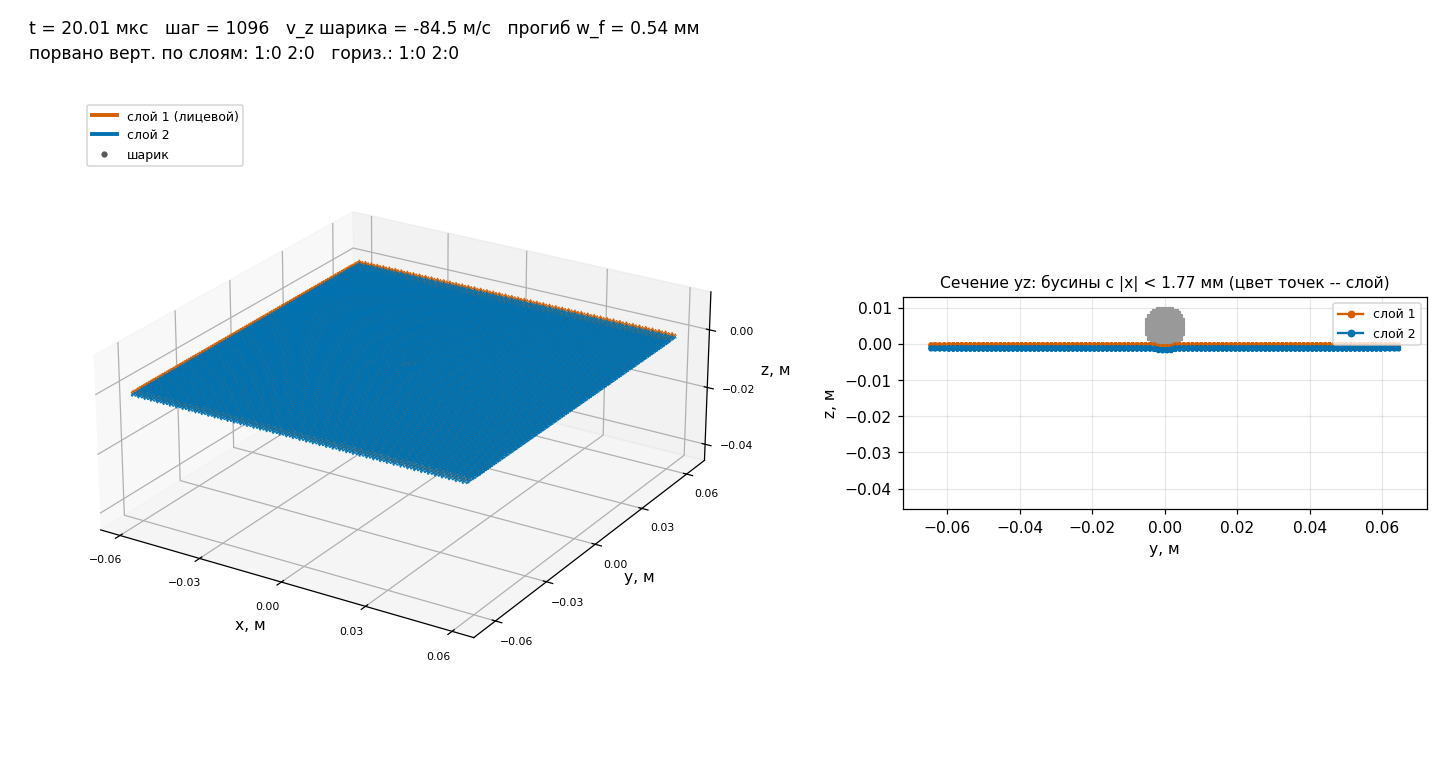 t = 20.01 мкс   шаг = 1096   v_z шарика = -84.5 м/с   прогиб w_f = 0.54 мм
порвано верт. по слоям: 1:0 2:0   гориз.: 1:0 2:0
слой 1 (лицевой)
слой 2
шарик
0.00
z, м
−0.02
−0.04
0.06
0.03
0.00
y, м
−0.03
−0.06
−0.06
−0.03
0.00
x, м
0.03
0.06
Сечение yz: бусины с |x| < 1.77 мм (цвет точек -- слой)
слой 1
слой 2
0.01
0.00
−0.01
−0.02
−0.03
−0.04
z, м
−0.06 −0.04 −0.02 0.00 0.02 0.04 0.06
y, м